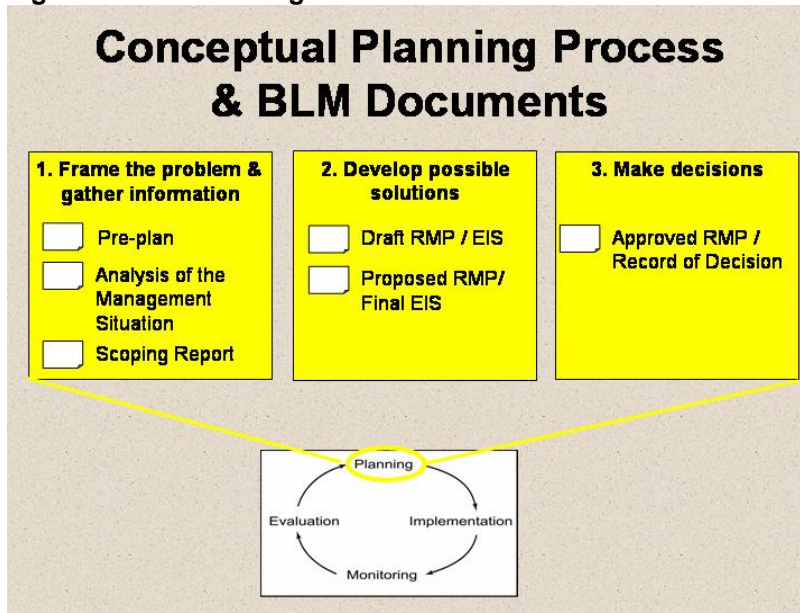 Conceptual Planning Process
& BLM Documents
1. Frame the problem &
gather information
Pre-plan
Analysis of the
Management
Situation
Scoping Report
2. Develop possible
solutions
Draft RMP / EIS
Proposed RMP/
Final EIS
3. Make decisions
Approved RMP /
Record of Decision
Planning
Evaluation
Implementation
Monitoring